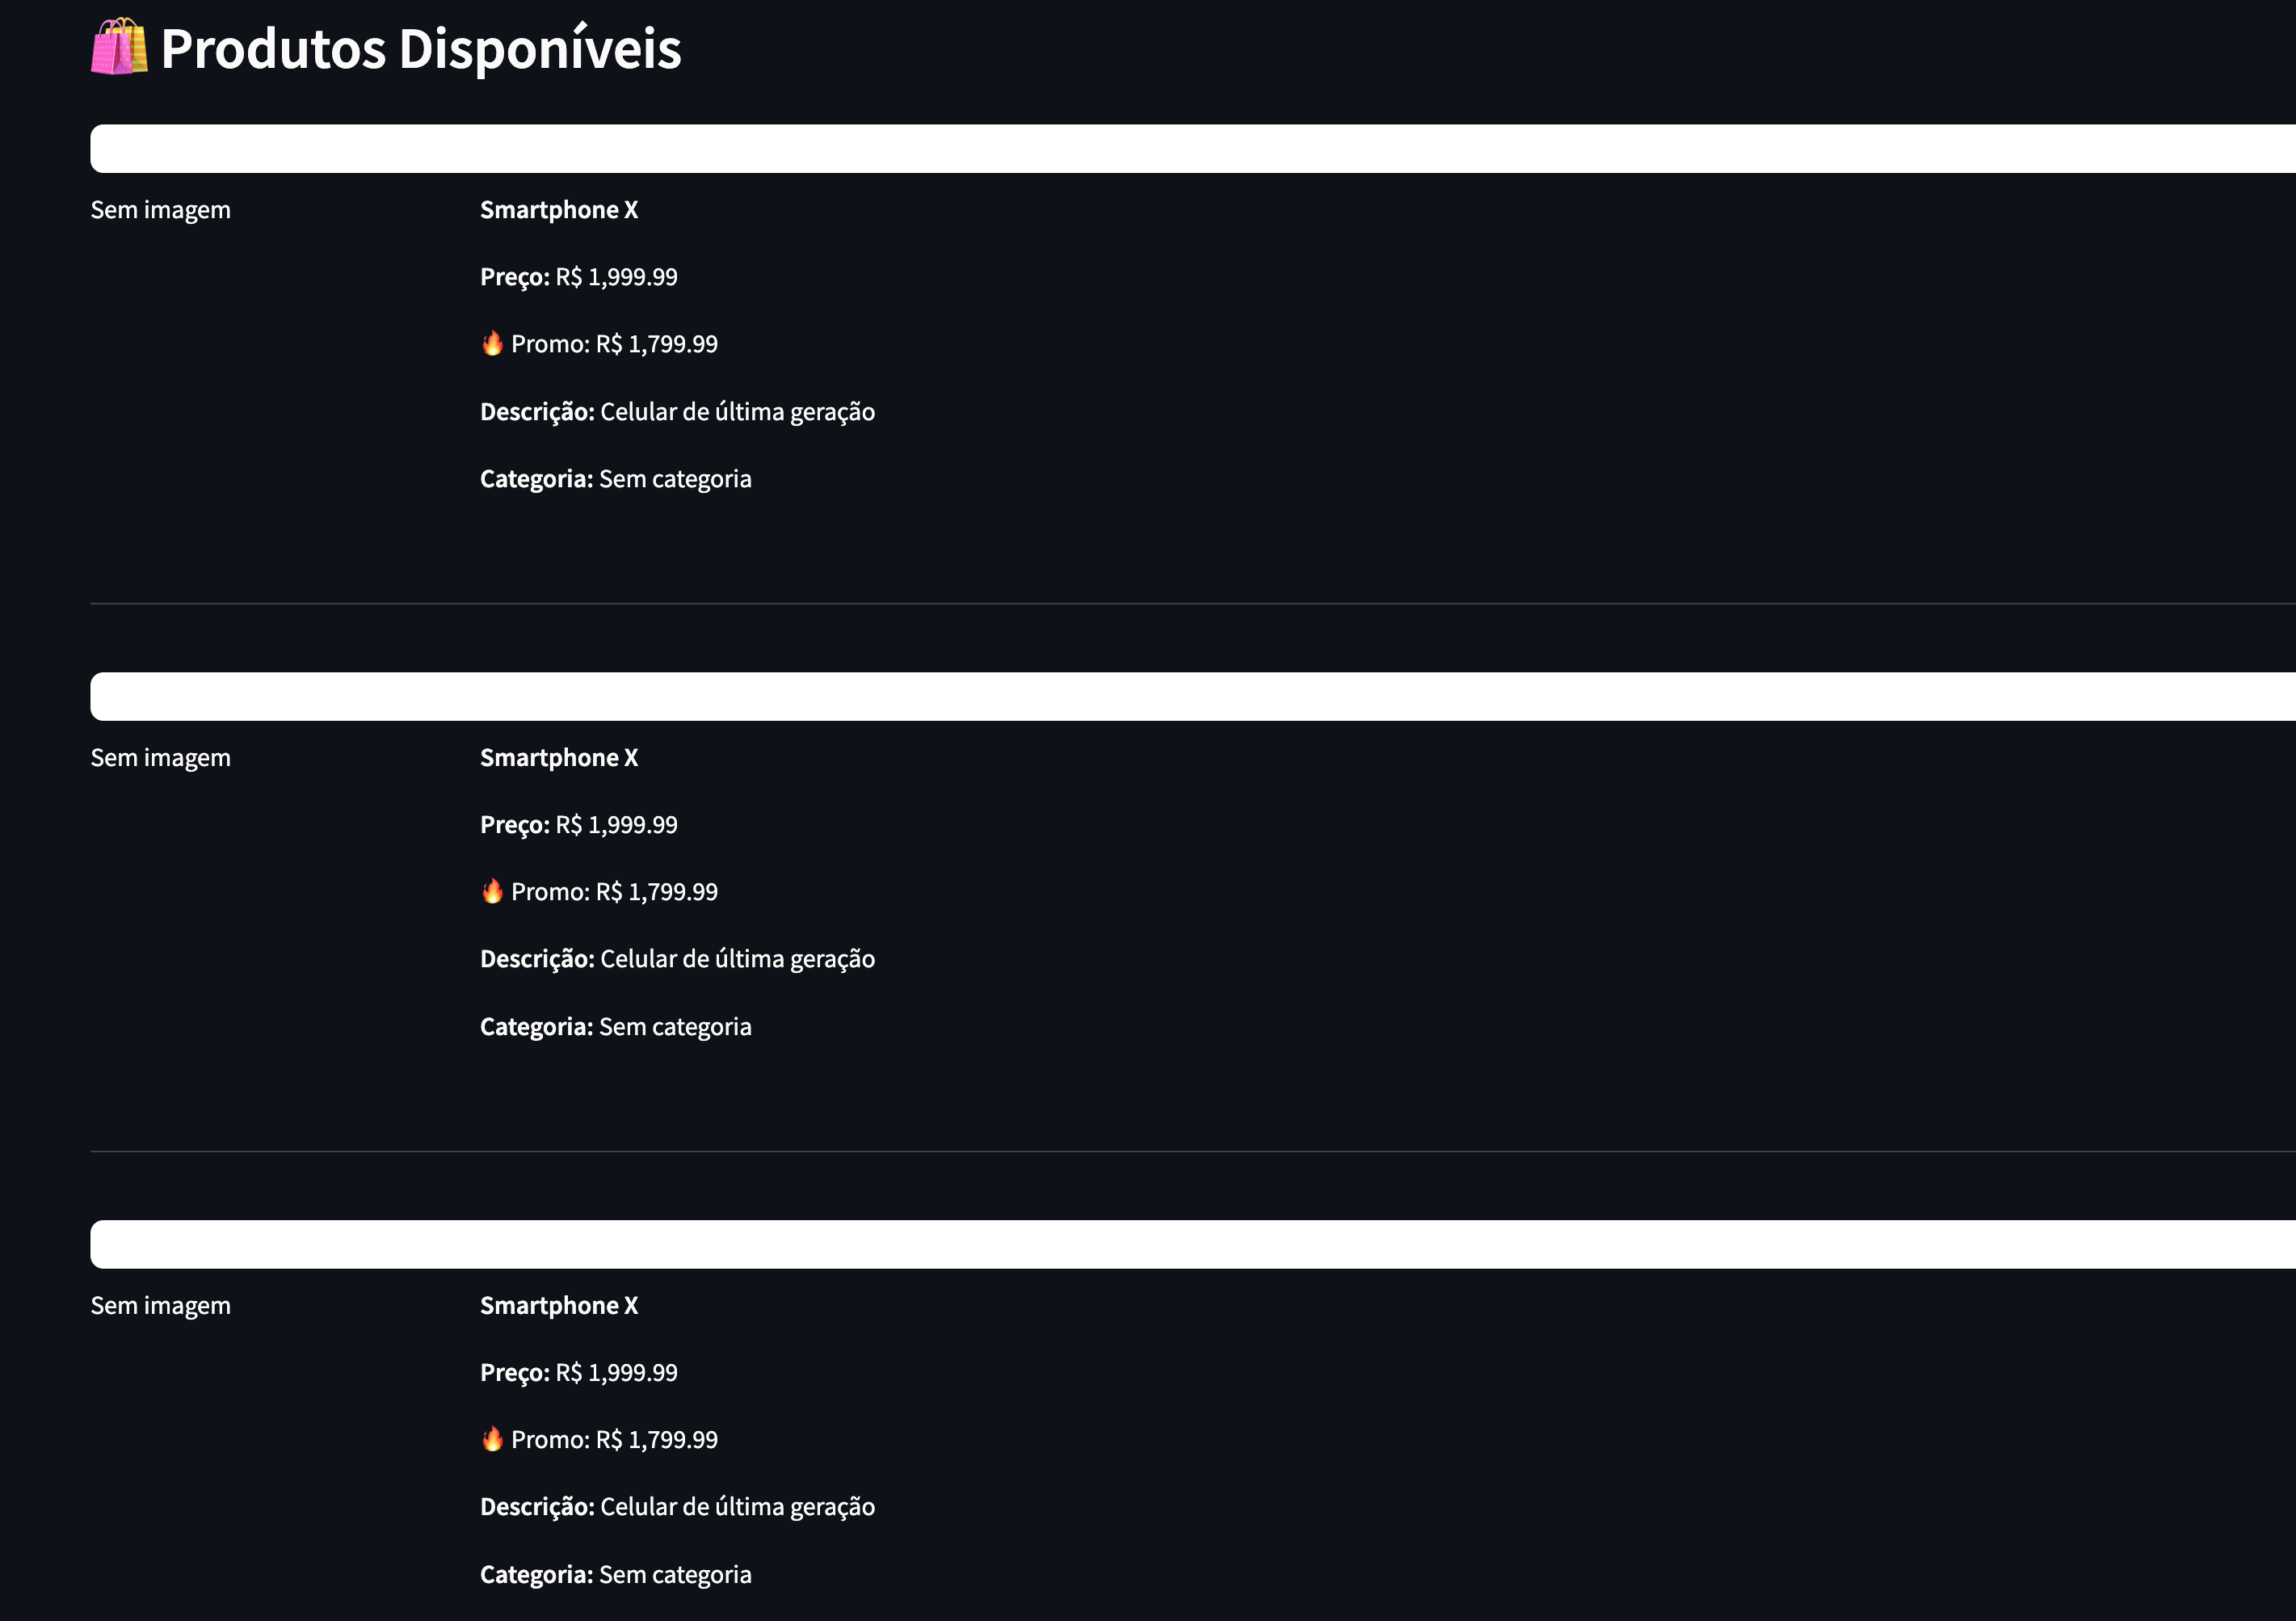 🛍️ Produtos Disponíveis
Sem imagem
Smartphone X
Preço: R$ 1,999.99
🔥 Promo: R$ 1,799.99
Descrição: Celular de última geração
Categoria: Sem categoria
Sem imagem
Smartphone X
Preço: R$ 1,999.99
🔥 Promo: R$ 1,799.99
Descrição: Celular de última geração
Categoria: Sem categoria
Sem imagem
Smartphone X
Preço: R$ 1,999.99
🔥 Promo: R$ 1,799.99
Descrição: Celular de última geração
Categoria: Sem categoria